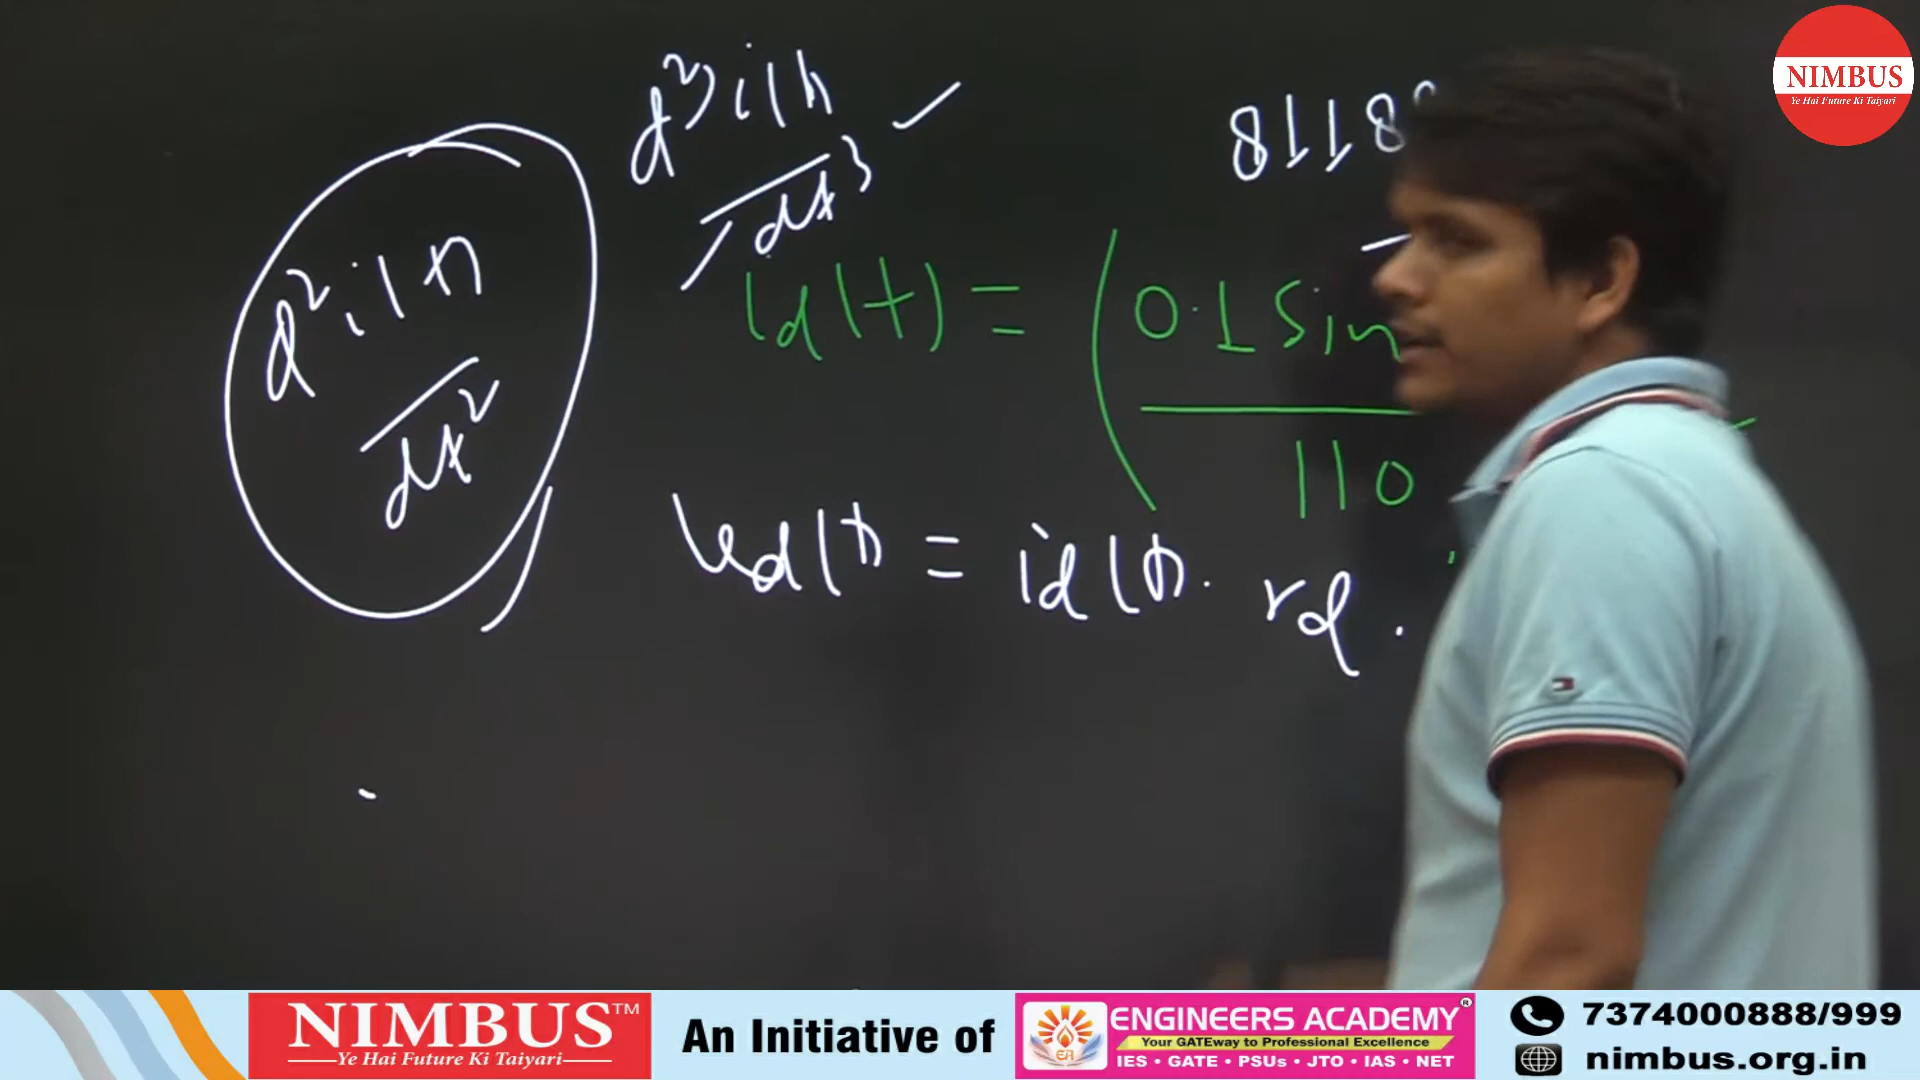 d³i(t)
dt³
8118
d²i(t)
dt²
id(t) = (0.1 sin
110
Vd(t) = id(t). rd.
NIMBUS
Ye Hai Future Ki Taiyari
NIMBUS™
Ye Hai Future Ki Taiyari
An Initiative of
EA
ENGINEERS ACADEMY®
Your GATEway to Professional Excellence
IES • GATE • PSUs • JTO • IAS • NET
7374000888/999
nimbus.org.in